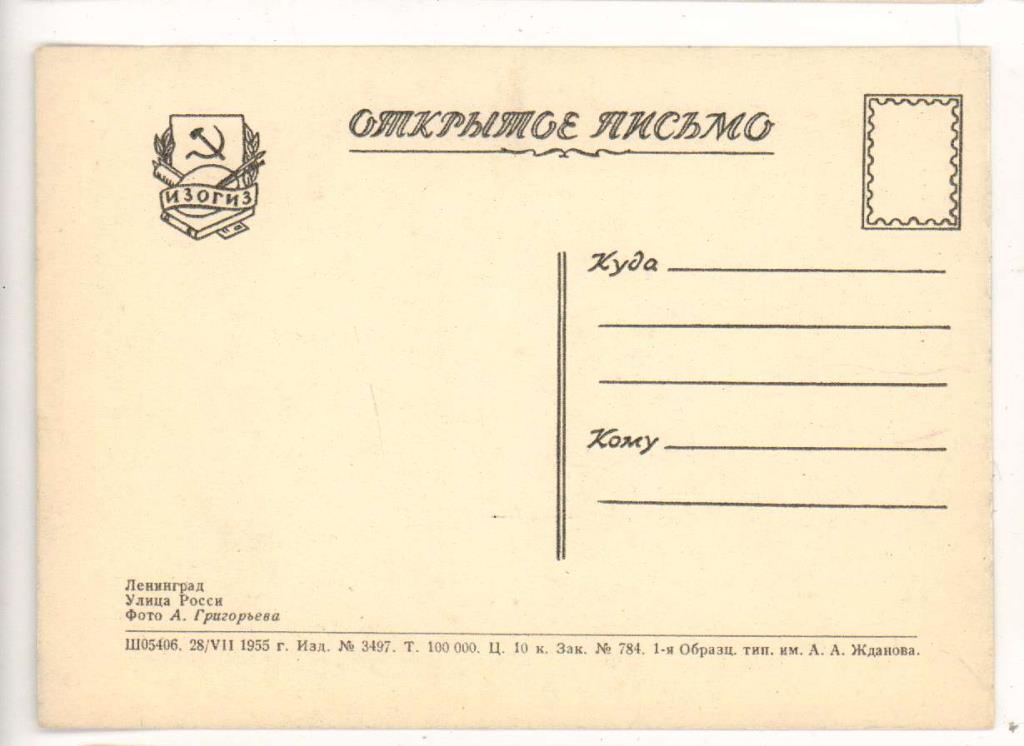 ОТКРЫТОЕ ПИСЬМО
ИЗОГИЗ
Куда
Кому
Ленинград
Улица Росси
Фото А. Григорьева
Ш05406. 28/VII 1955 г. Изд. № 3497. Т. 100 000. Ц. 10 к. Зак. № 784. 1-я Образц. тип. им. А. А. Жданова.